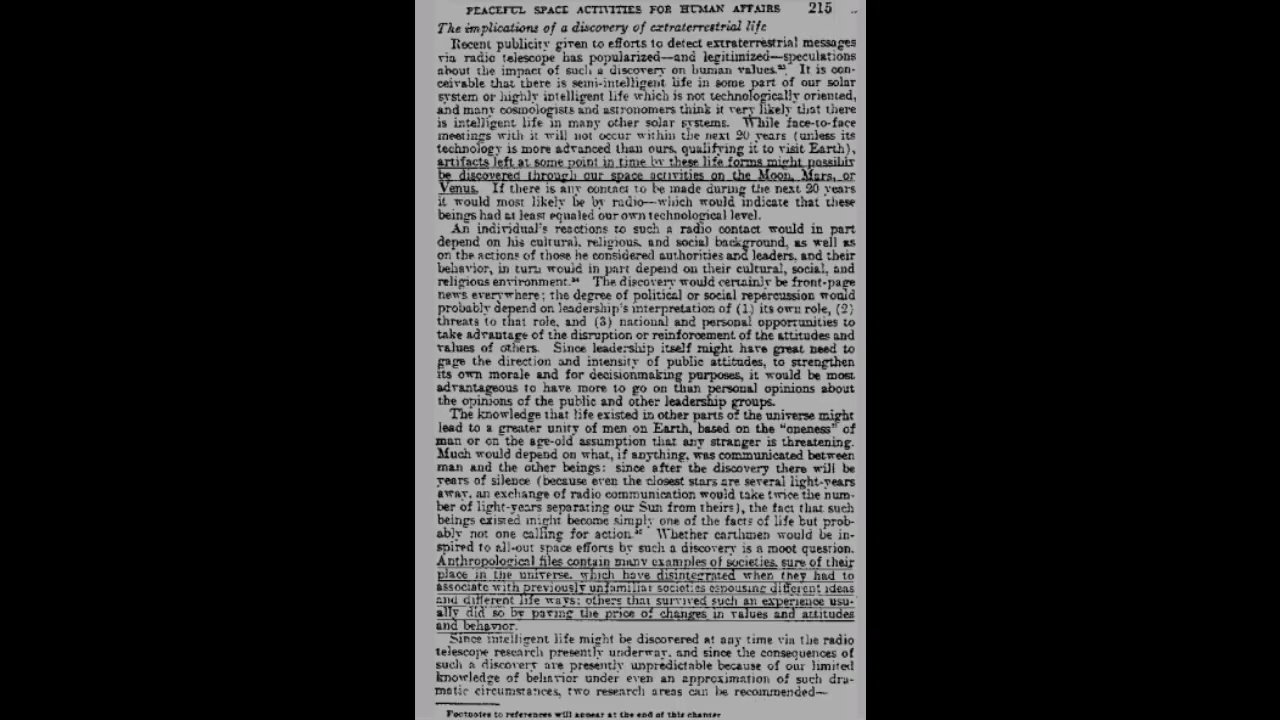 PEACEFUL SPACE ACTIVITIES FOR HUMAN AFFAIRS 215
The implications of a discovery of extraterrestrial life
Recent publicity given to efforts to detect extraterrestrial messages
via radio telescope has popularized—and legitimized—speculations
about the impact of such a discovery on human values. It is con-
ceivable that there is semi-intelligent life in some part of our solar
system or highly intelligent life which is not technologically oriented,
and many cosmologists and astronomers think it very likely that there
is intelligent life in many other solar systems. While face-to-face
meetings with it will not occur within the next 20 years (unless its
technology is more advanced than ours, qualifying it to visit Earth),
artifacts left at some point in time by these life forms might possibly
be discovered through our space activities on the Moon, Mars, or
Venus. If there is any contact to be made during the next 20 years
it would most likely be by radio—which would indicate that these
beings had at least equaled our own technological level.
An individual's reactions to such a radio contact would in part
depend on his cultural, religious, and social background, as well as
on the actions of those he considered authorities and leaders, and their
behavior, in turn would in part depend on their cultural, social, and
religious environment. The discovery would certainly be front-page
news everywhere; the degree of political or social repercussion would
probably depend on leadership's interpretation of (1) its own role, (2)
threats to that role, and (3) national and personal opportunities to
take advantage of the disruption or reinforcement of the attitudes and
values of others. Since leadership itself might have great need to
gage the direction and intensity of public attitudes, to strengthen
its own morale and for decisionmaking purposes, it would be most
advantageous to have more to go on than personal opinions about
the opinions of the public and other leadership groups.
The knowledge that life existed in other parts of the universe might
lead to a greater unity of men on Earth, based on the "oneness" of
man or on the age-old assumption that any stranger is threatening.
Much would depend on what, if anything, was communicated between
man and the other beings: since after the discovery there will be
years of silence (because even the closest stars are several light-years
away, an exchange of radio communication would take twice the num-
ber of light-years separating our Sun from theirs), the fact that such
beings existed might become simply one of the facts of life but prob-
ably not one calling for action. Whether earthmen would be in-
spired to all-out space efforts by such a discovery is a moot question.
Anthropological files contain many examples of societies, sure of their
place in the universe, which have disintegrated when they had to
associate with previously unfamiliar societies espousing different ideas
and different life ways; others that survived such an experience usu-
ally did so by paying the price of changes in values and attitudes
and behavior.
Since intelligent life might be discovered at any time via the radio
telescope research presently underway, and since the consequences of
such a discovery are presently unpredictable because of our limited
knowledge of behavior under even an approximation of such dra-
matic circumstances, two research areas can be recommended—
Footnotes to references will appear at the end of this chapter